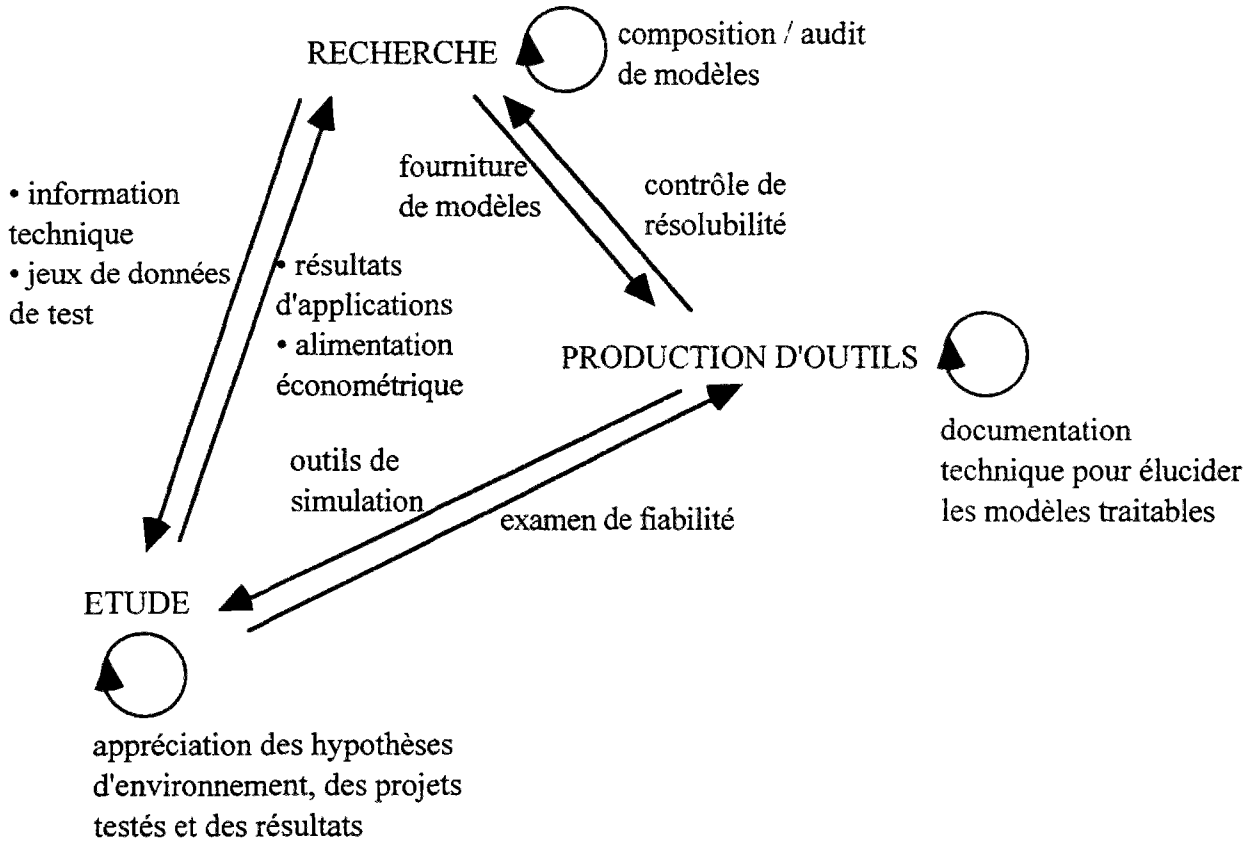 RECHERCHE
composition / audit
de modèles
fourniture
de modèles
contrôle de
résolubilité
• information
technique
• jeux de données
de test
• résultats
d'applications
• alimentation
économétrique
PRODUCTION D'OUTILS
documentation
technique pour élucider
les modèles traitables
outils de
simulation
examen de fiabilité
ETUDE
appréciation des hypothèses
d'environnement, des projets
testés et des résultats